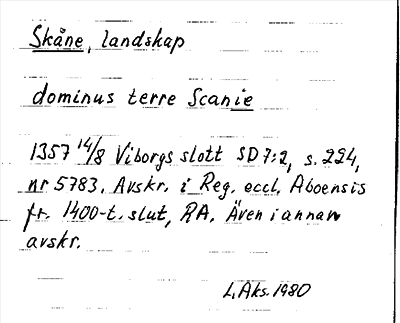 Skåne, landskap
dominus terre Scanie
1357 14/8 Viborgs slott SD 7:2, s. 224,
nr 5783. Avskr. i Reg. eccl. Aboensis
fr. 1400-t. slut, RA. Även i annan
avskr.
L. Aks. 1980